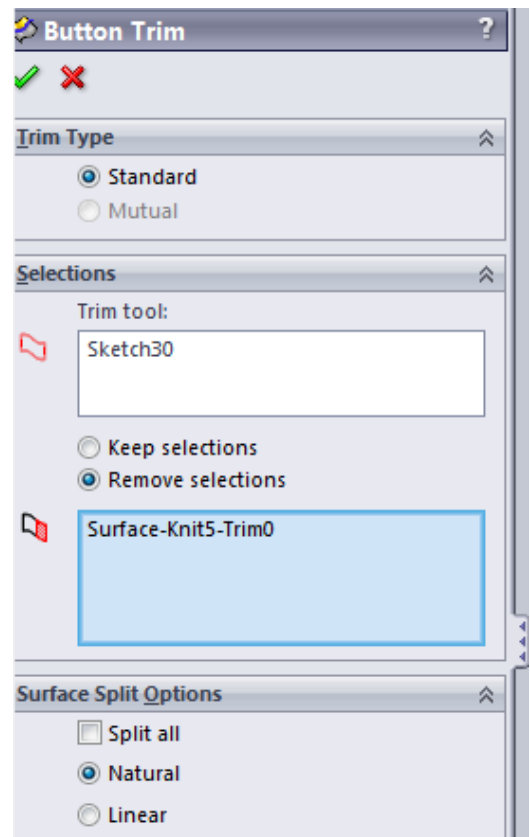 Button Trim ?
Trim Type
Standard
Mutual
Selections
Trim tool:
Sketch30
Keep selections
Remove selections
Surface-Knit5-Trim0
Surface Split Options
Split all
Natural
Linear